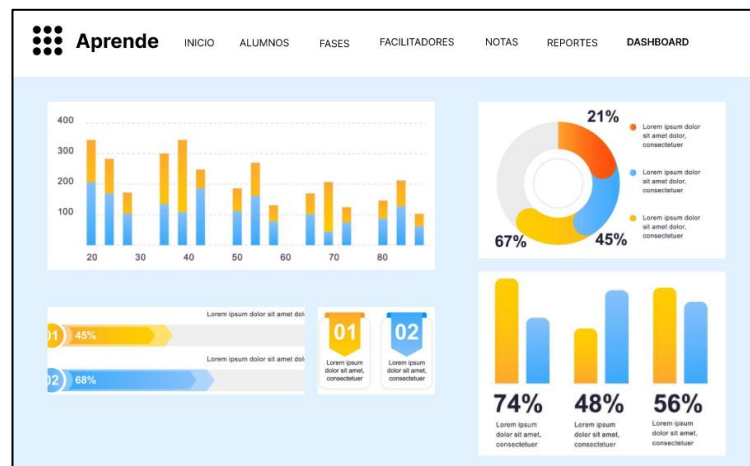 Aprende INICIO ALUMNOS FASES FACILITADORES NOTAS REPORTES DASHBOARD
400
300
200
100
20 30 40 50 60 70 80
21%
67%
45%
Lorem ipsum dolor
sit amet dolor,
consectetuer
Lorem ipsum dolor
sit amet dolor,
consectetuer
Lorem ipsum dolor
sit amet dolor,
consectetuer
Lorem ipsum dolor sit amet dol
01 45%
Lorem ipsum dolor sit amet dol
02 68%
01
Lorem ipsum
dolor sit amet,
consectetuer
02
Lorem ipsum
dolor sit amet,
consectetuer
74%
Lorem ipsum
dolor sit amet,
consectetuer
48%
Lorem ipsum
dolor sit amet,
consectetuer
56%
Lorem ipsum
dolor sit amet,
consectetuer